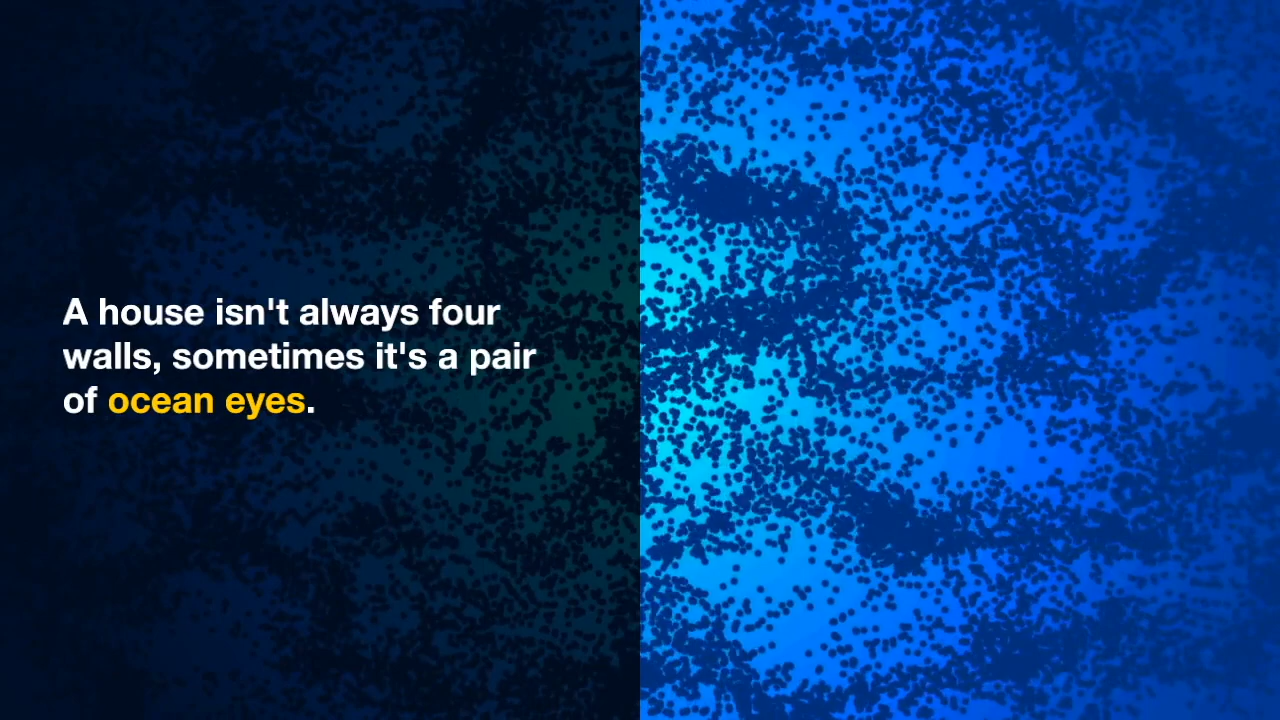 A house isn't always four
walls, sometimes it's a pair
of ocean eyes.